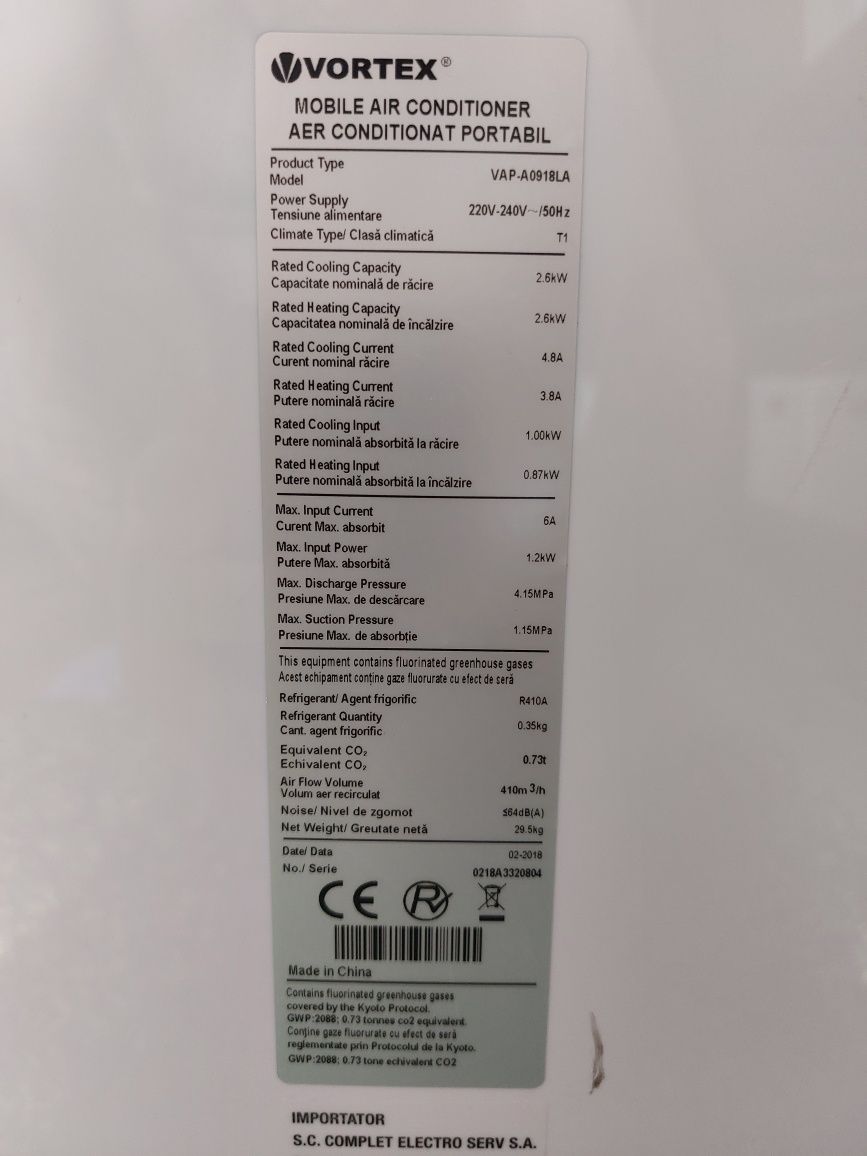 VORTEX®
MOBILE AIR CONDITIONER
AER CONDITIONAT PORTABIL
Product Type
Model VAP-A0918LA
Power Supply
Tensiune alimentare 220V-240V~/50Hz
Climate Type/ Clasă climatică T1
Rated Cooling Capacity
Capacitate nominală de răcire 2.6kW
Rated Heating Capacity
Capacitatea nominală de încălzire 2.6kW
Rated Cooling Current
Curent nominal răcire 4.8A
Rated Heating Current
Putere nominală răcire 3.8A
Rated Cooling Input
Putere nominală absorbită la răcire 1.00kW
Rated Heating Input
Putere nominală absorbită la încălzire 0.87kW
Max. Input Current
Curent Max. absorbit 6A
Max. Input Power
Putere Max. absorbită 1.2kW
Max. Discharge Pressure
Presiune Max. de descărcare 4.15MPa
Max. Suction Pressure
Presiune Max. de absorbție 1.15MPa
This equipment contains fluorinated greenhouse gases
Acest echipament conține gaze fluorurate cu efect de seră
Refrigerant/ Agent frigorific R410A
Refrigerant Quantity
Cant. agent frigorific 0.35kg
Equivalent CO₂
Echivalent CO₂ 0.73t
Air Flow Volume
Volum aer recirculat 410m³/h
Noise/ Nivel de zgomot ≤64dB(A)
Net Weight/ Greutate netă 29.5kg
Date/ Data 02-2018
No./ Serie 0218A3320804
CE R
Made in China
Contains fluorinated greenhouse gases
covered by the Kyoto Protocol.
GWP:2088; 0.73 tonnes co2 equivalent.
Conține gaze fluorurate cu efect de seră
reglementate prin Protocolul de la Kyoto.
GWP:2088; 0.73 tone echivalent CO2
IMPORTATOR
S.C. COMPLET ELECTRO SERV S.A.